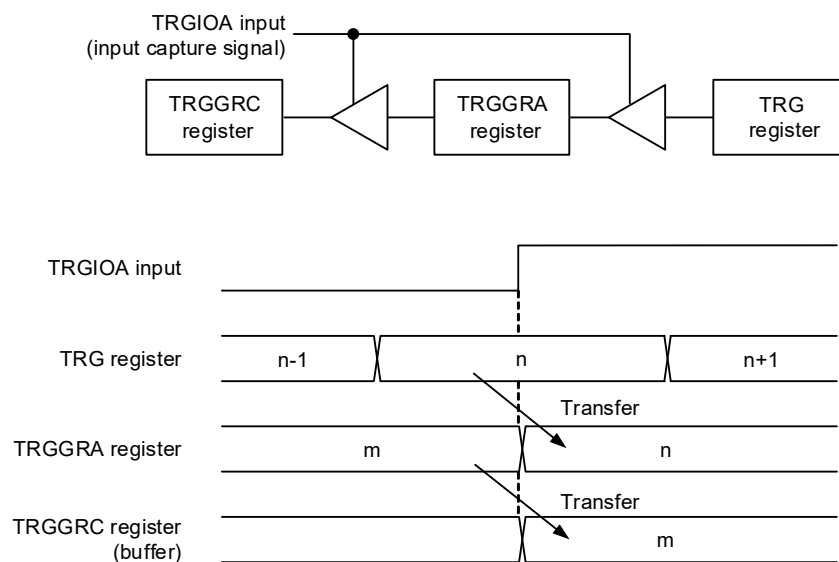 TRGIOA input
(input capture signal)
TRGGRC
register
TRGGRA
register
TRG
register
TRGIOA input
TRG register
n-1
n
n+1
Transfer
TRGGRA register
m
n
Transfer
TRGGRC register
(buffer)
m